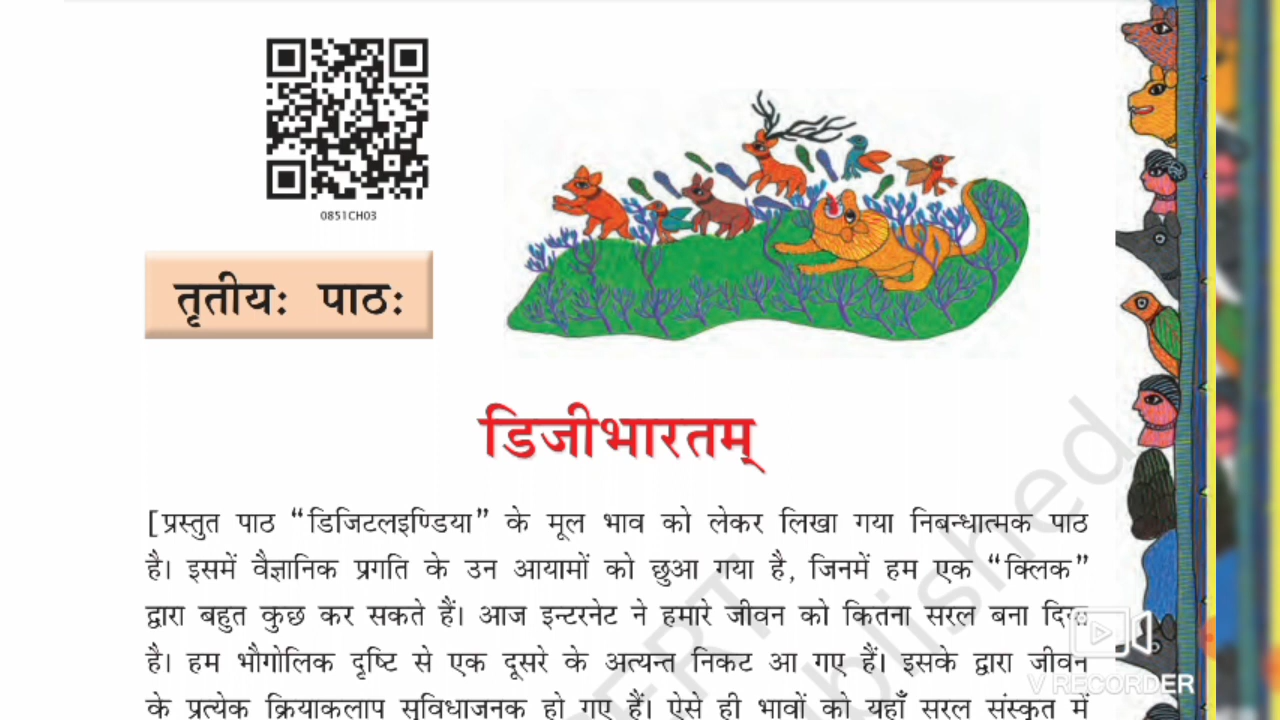 0851CH03
तृतीयः पाठः
डिजीभारतम्
[प्रस्तुत पाठ “डिजिटलइण्डिया” के मूल भाव को लेकर लिखा गया निबन्धात्मक पाठ
है। इसमें वैज्ञानिक प्रगति के उन आयामों को छुआ गया है, जिनमें हम एक “क्लिक”
द्वारा बहुत कुछ कर सकते हैं। आज इन्टरनेट ने हमारे जीवन को कितना सरल बना दिया
है। हम भौगोलिक दृष्टि से एक दूसरे के अत्यन्त निकट आ गए हैं। इसके द्वारा जीवन
के प्रत्येक क्रियाकलाप सुविधाजनक हो गए हैं। ऐसे ही भावों को यहाँ सरल संस्कृत में
V RECORDER